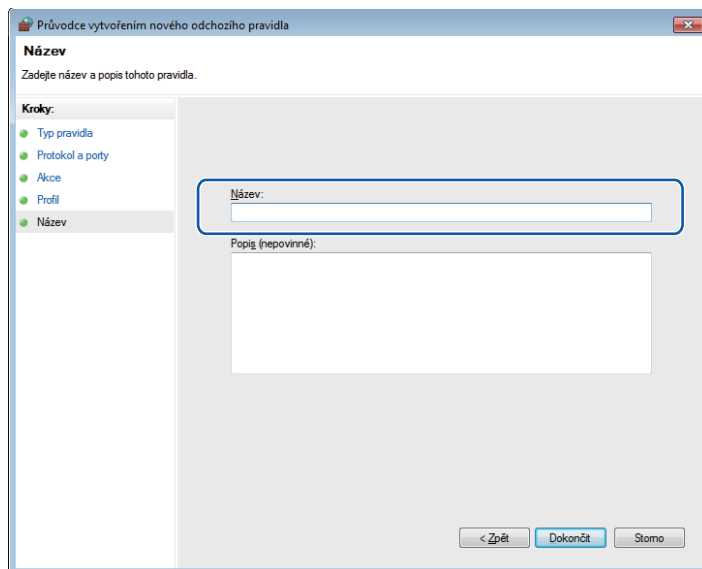 Průvodce vytvořením nového odchozího pravidla
Název
Zadejte název a popis tohoto pravidla.
Kroky:
Typ pravidla
Protokol a porty
Akce
Profil
Název
Název:
Popis (nepovinné):
< Zpět
Dokončit
Storno